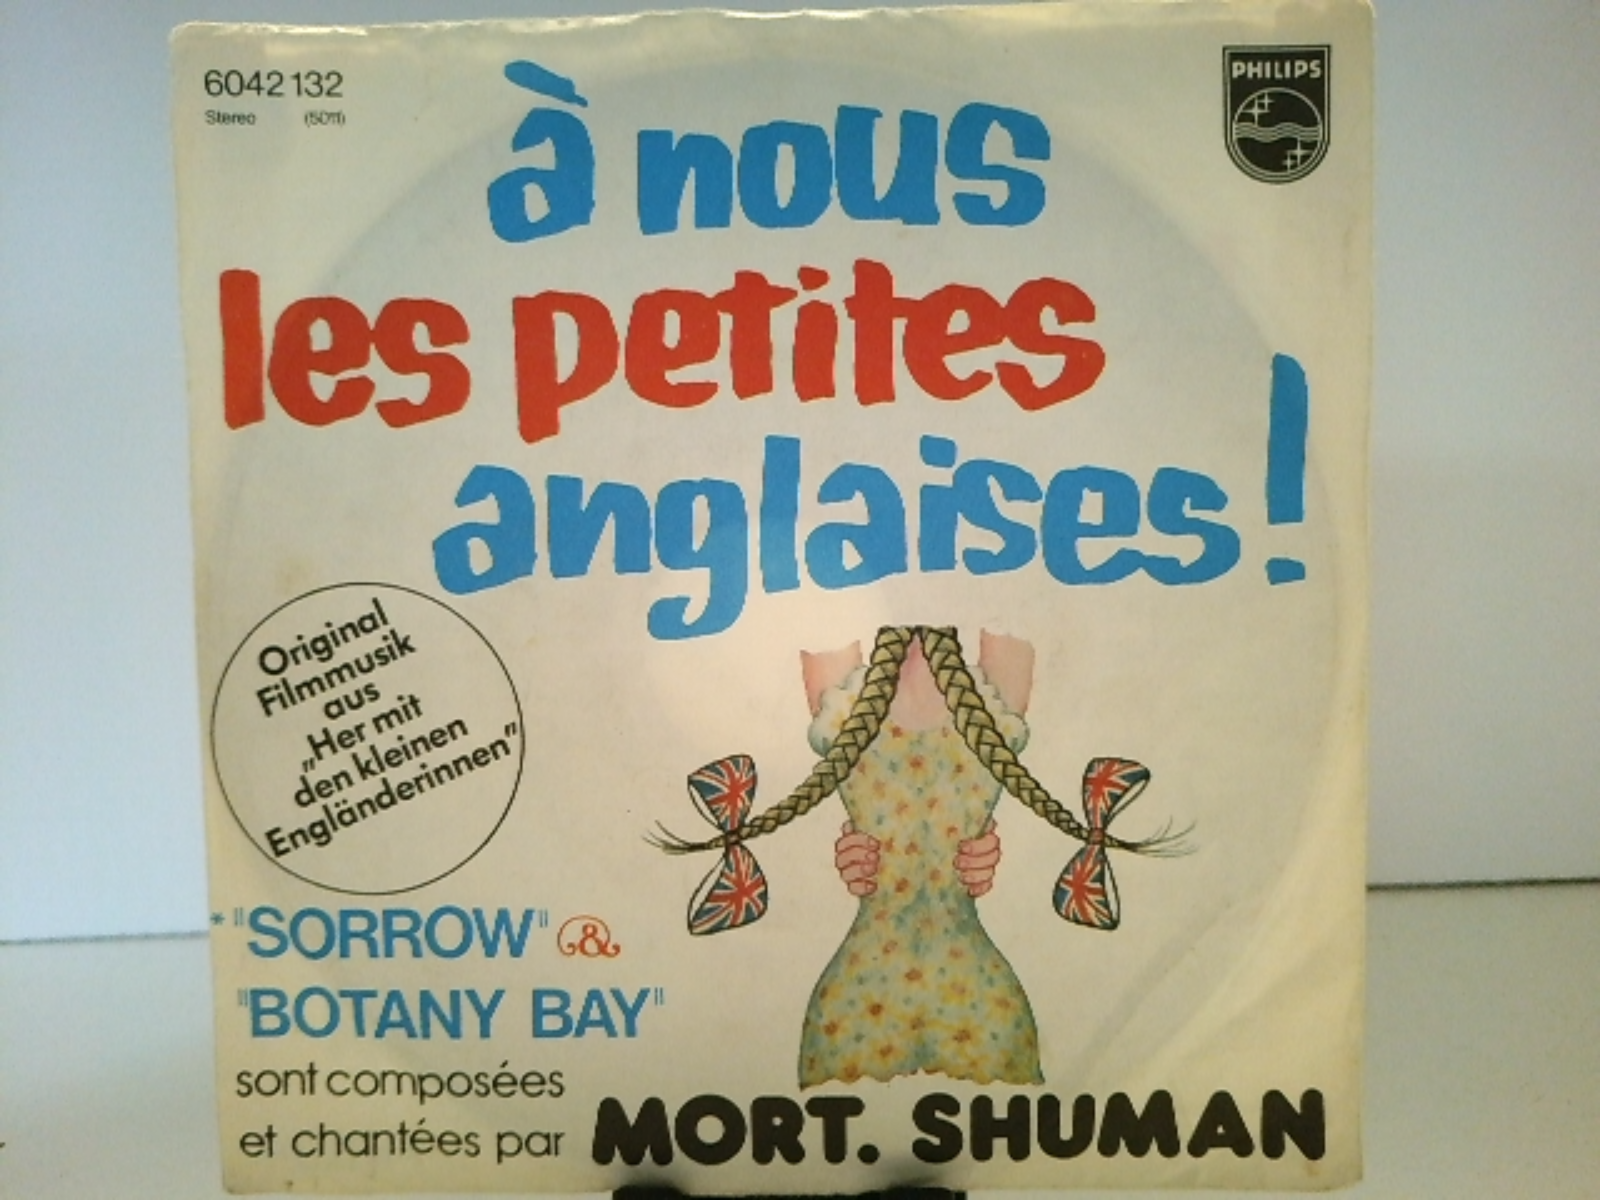 6042 132
Stereo (5011)
PHILIPS
à nous
les petites
anglaises!
Original
Filmmusik
aus
„Her mit
den kleinen
Engländerinnen"
*"SORROW" &
"BOTANY BAY"
sont composées
et chantées par MORT. SHUMAN